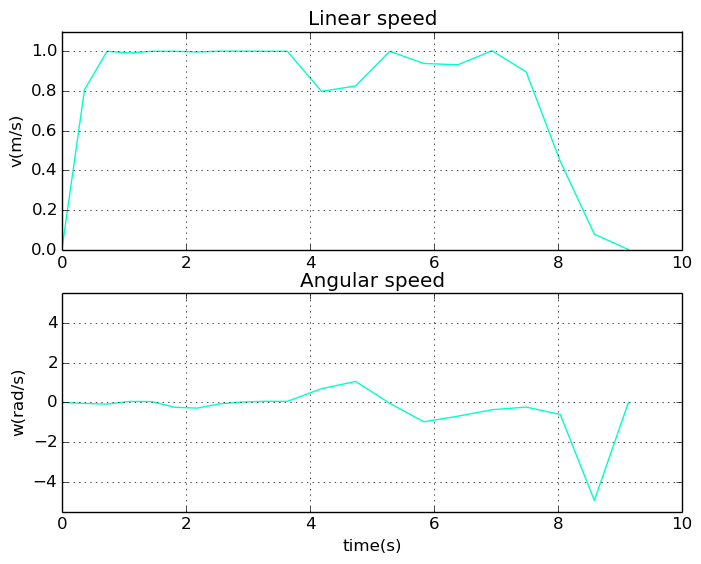 Linear speed
1.0
0.8
0.6
0.4
0.2
0.0
v(m/s)
0 2 4 6 8 10
Angular speed
4
2
0
−2
−4
w(rad/s)
0 2 4 6 8 10
time(s)